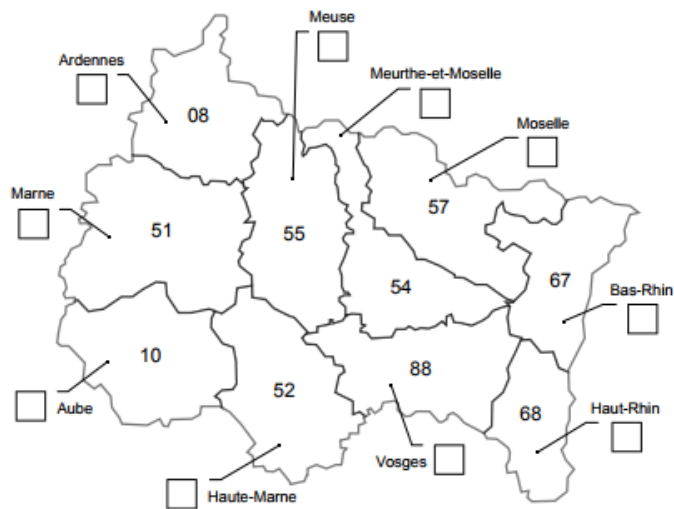 Meuse
Ardennes
Meurthe-et-Moselle
08
Moselle
57
Marne
51
55
67
54
Bas-Rhin
10
88
52
68
Haut-Rhin
Aube
Vosges
Haute-Marne